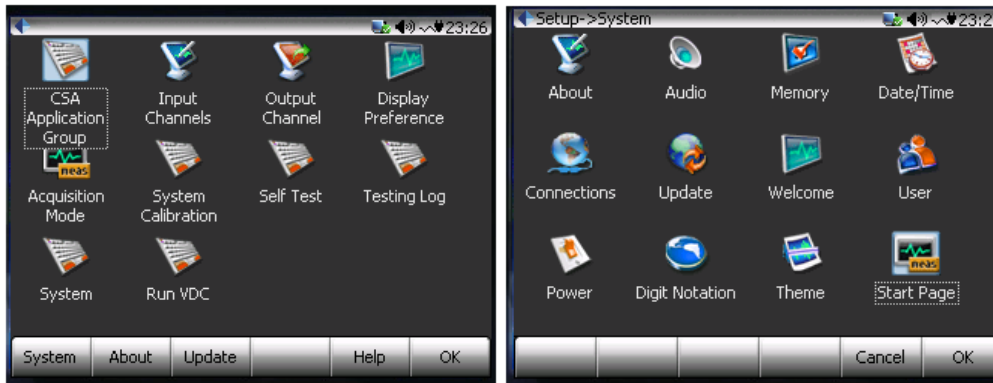 23:26
CSA
Application
Group
Input
Channels
Output
Channel
Display
Preference
meas
Acquisition
Mode
System
Calibration
Self Test
Testing Log
System
Run VDC
System
About
Update
Help
OK
Setup->System
23:2
About
Audio
Memory
Date/Time
Connections
Update
Welcome
User
Power
Digit Notation
Theme
meas
Start Page
Cancel
OK